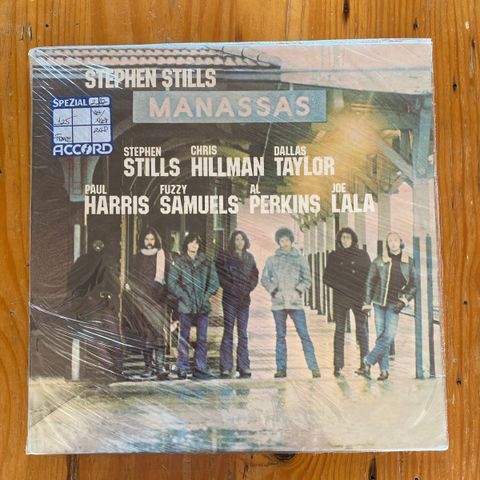 STEPHEN STILLS
MANASSAS
SPEZIAL
ACCORD
STEPHEN STILLS
CHRIS HILLMAN
DALLAS TAYLOR
PAUL HARRIS
FUZZY SAMUELS
AL PERKINS
JOE LALA